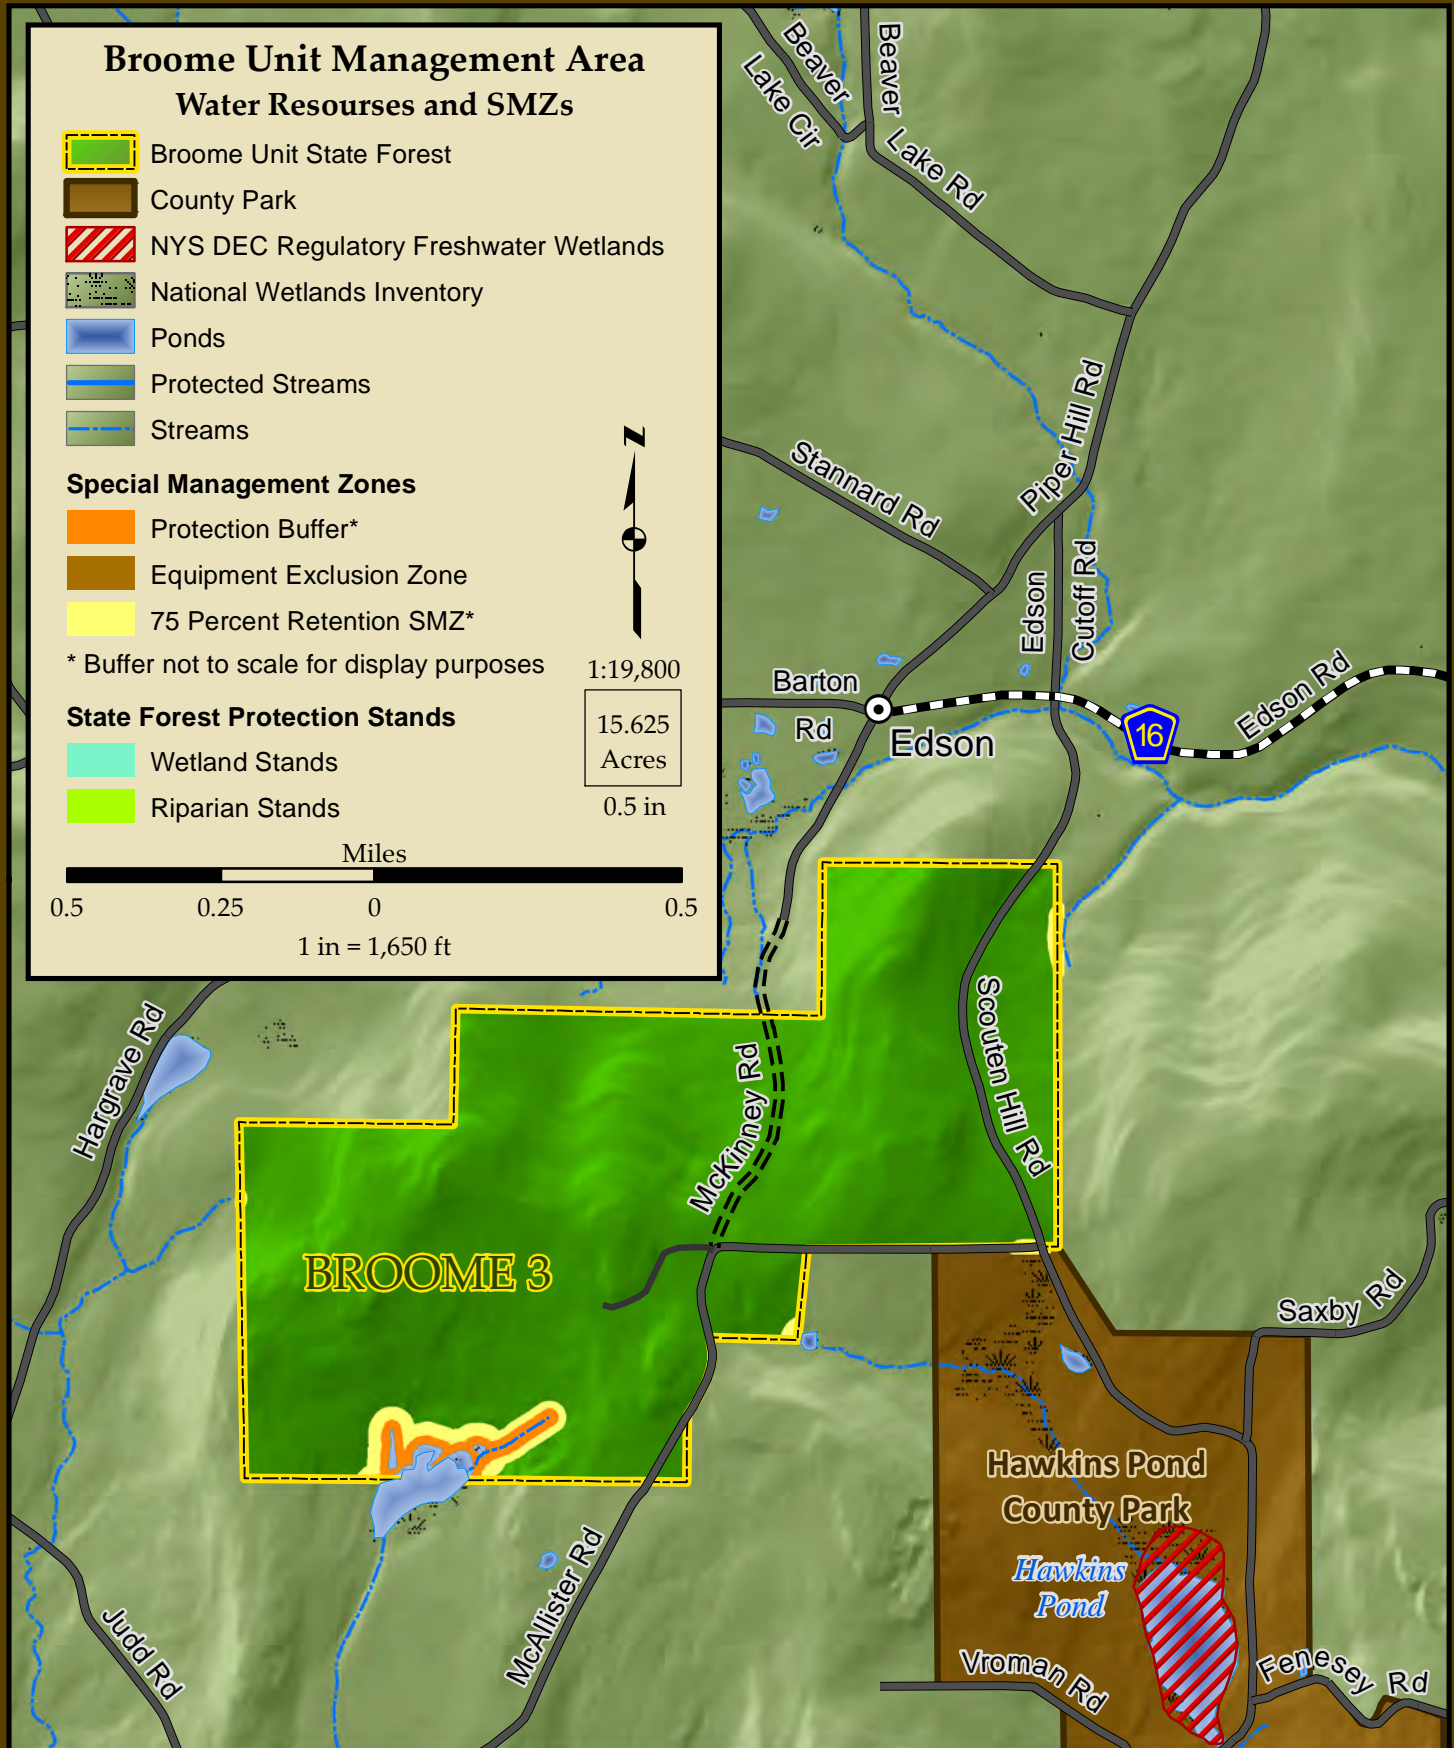 Broome Unit Management Area
Water Resourses and SMZs
Broome Unit State Forest
County Park
NYS DEC Regulatory Freshwater Wetlands
National Wetlands Inventory
Ponds
Protected Streams
Streams
Special Management Zones
Protection Buffer*
Equipment Exclusion Zone
75 Percent Retention SMZ*
* Buffer not to scale for display purposes
State Forest Protection Stands
Wetland Stands
Riparian Stands
N
1:19,800
15.625
Acres
0.5 in
Miles
0.5 0.25 0 0.5
1 in = 1,650 ft
Beaver
Lake Cir
Beaver
Lake Rd
Piper Hill Rd
Stannard Rd
Edson
Cutoff Rd
Barton
Rd
Edson
16
Edson Rd
Hargrave Rd
McKinney Rd
Scouten Hill Rd
BROOME 3
Saxby Rd
Hawkins Pond
County Park
Hawkins
Pond
McAllister Rd
Judd Rd
Vroman Rd
Fenesey Rd